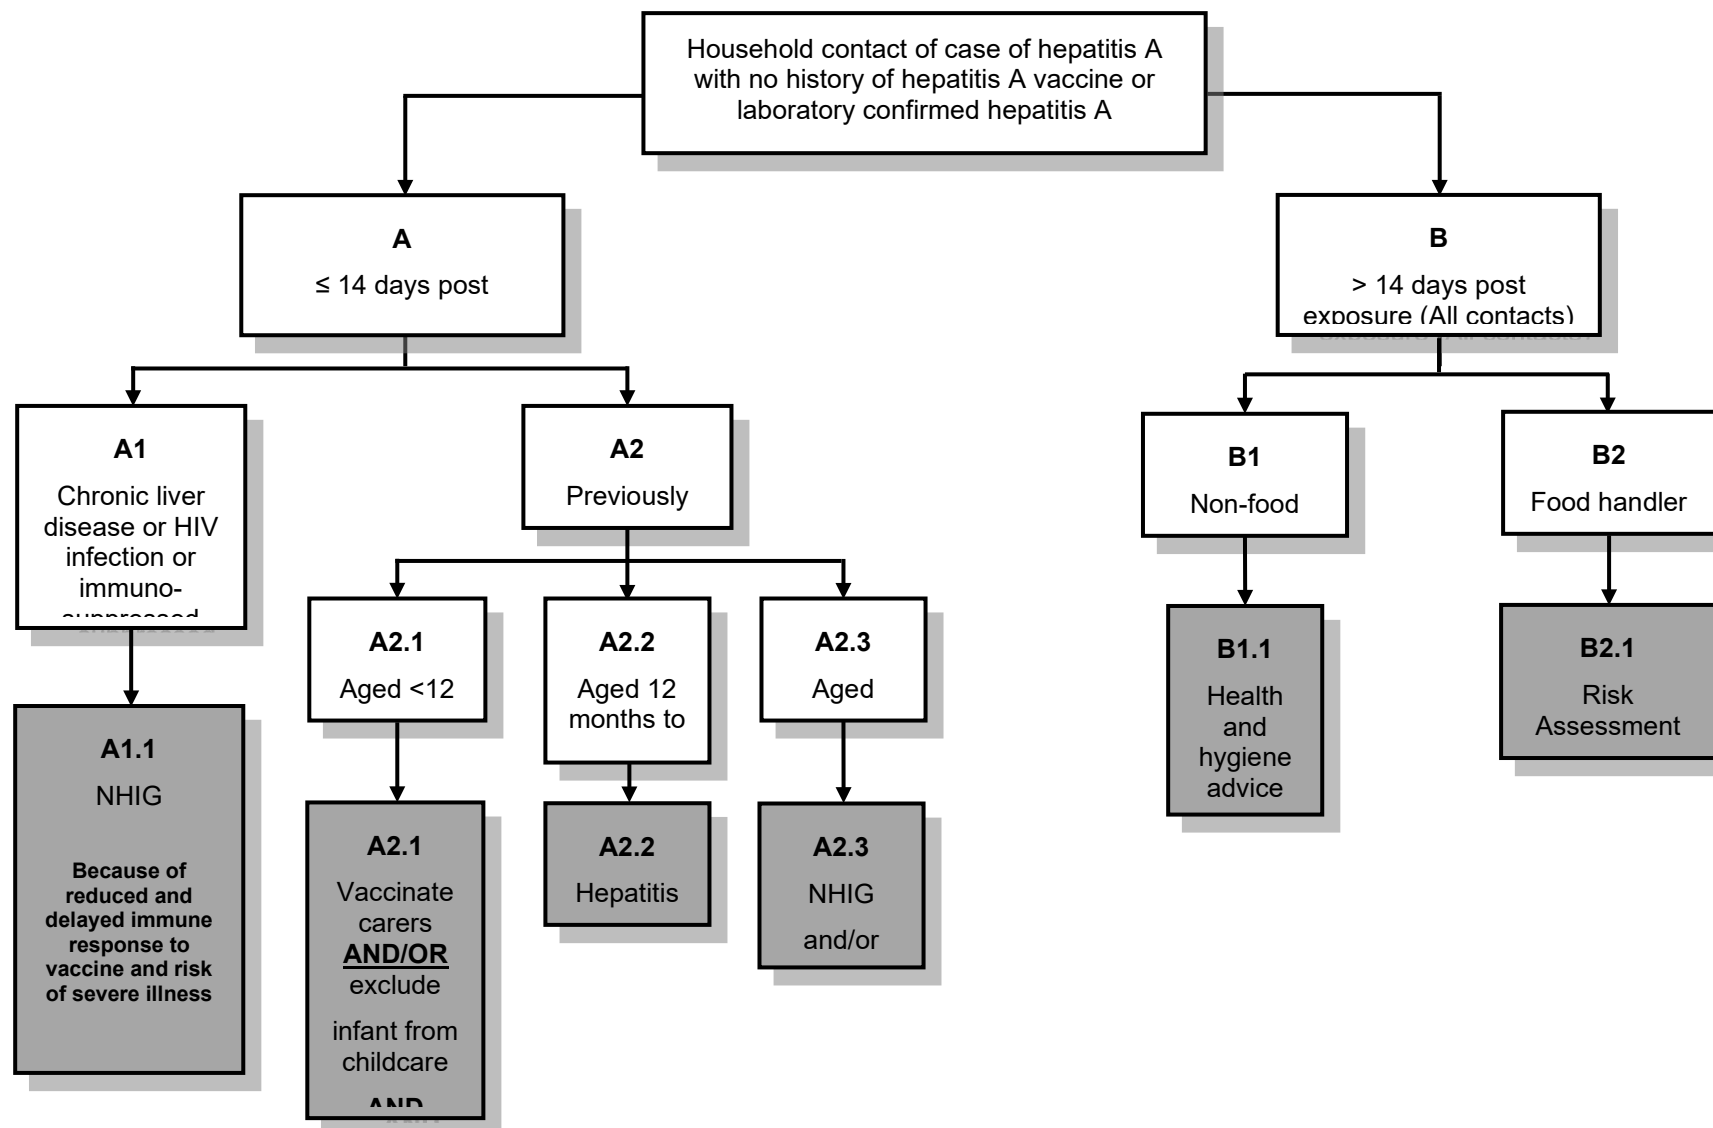 Household contact of case of hepatitis A
with no history of hepatitis A vaccine or
laboratory confirmed hepatitis A
A
≤ 14 days post
B
> 14 days post
exposure (All contacts)
A1
Chronic liver
disease or HIV
infection or
immuno-
suppressed
A2
Previously
B1
Non-food
B2
Food handler
A2.1
Aged <12
A2.2
Aged 12
months to
A2.3
Aged
B1.1
Health
and
hygiene
advice
B2.1
Risk
Assessment
A1.1
NHIG
Because of
reduced and
delayed immune
response to
vaccine and risk
of severe illness
A2.1
Vaccinate
carers
AND/OR
exclude
infant from
childcare
AND
A2.2
Hepatitis
A2.3
NHIG
and/or